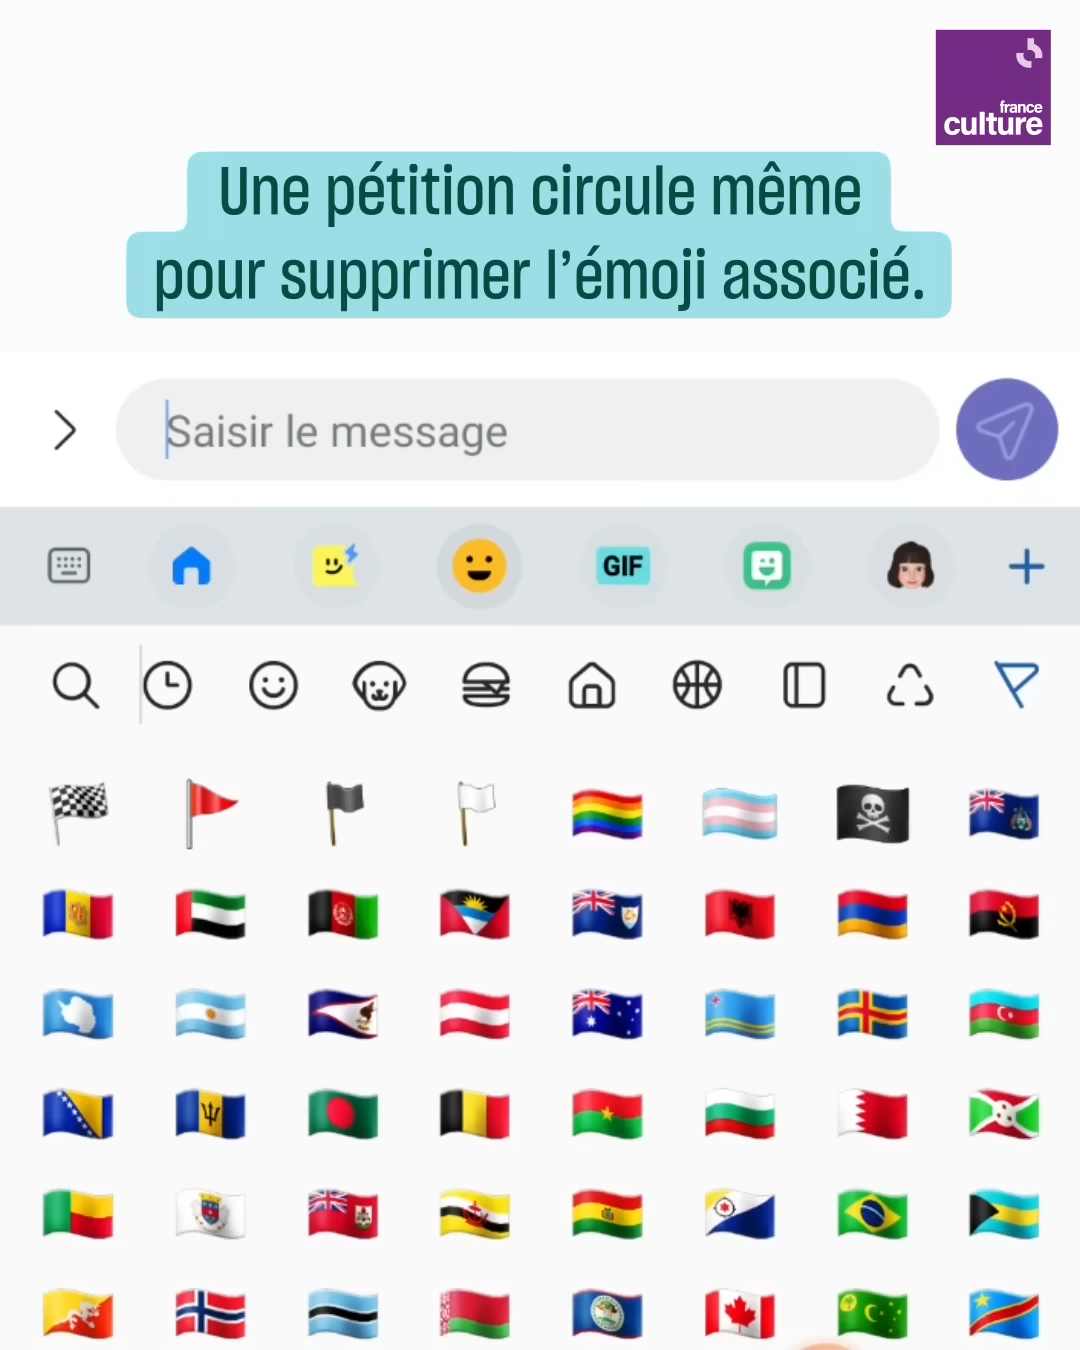 france
culture
Une pétition circule même
pour supprimer l’émoji associé.
Saisir le message
GIF